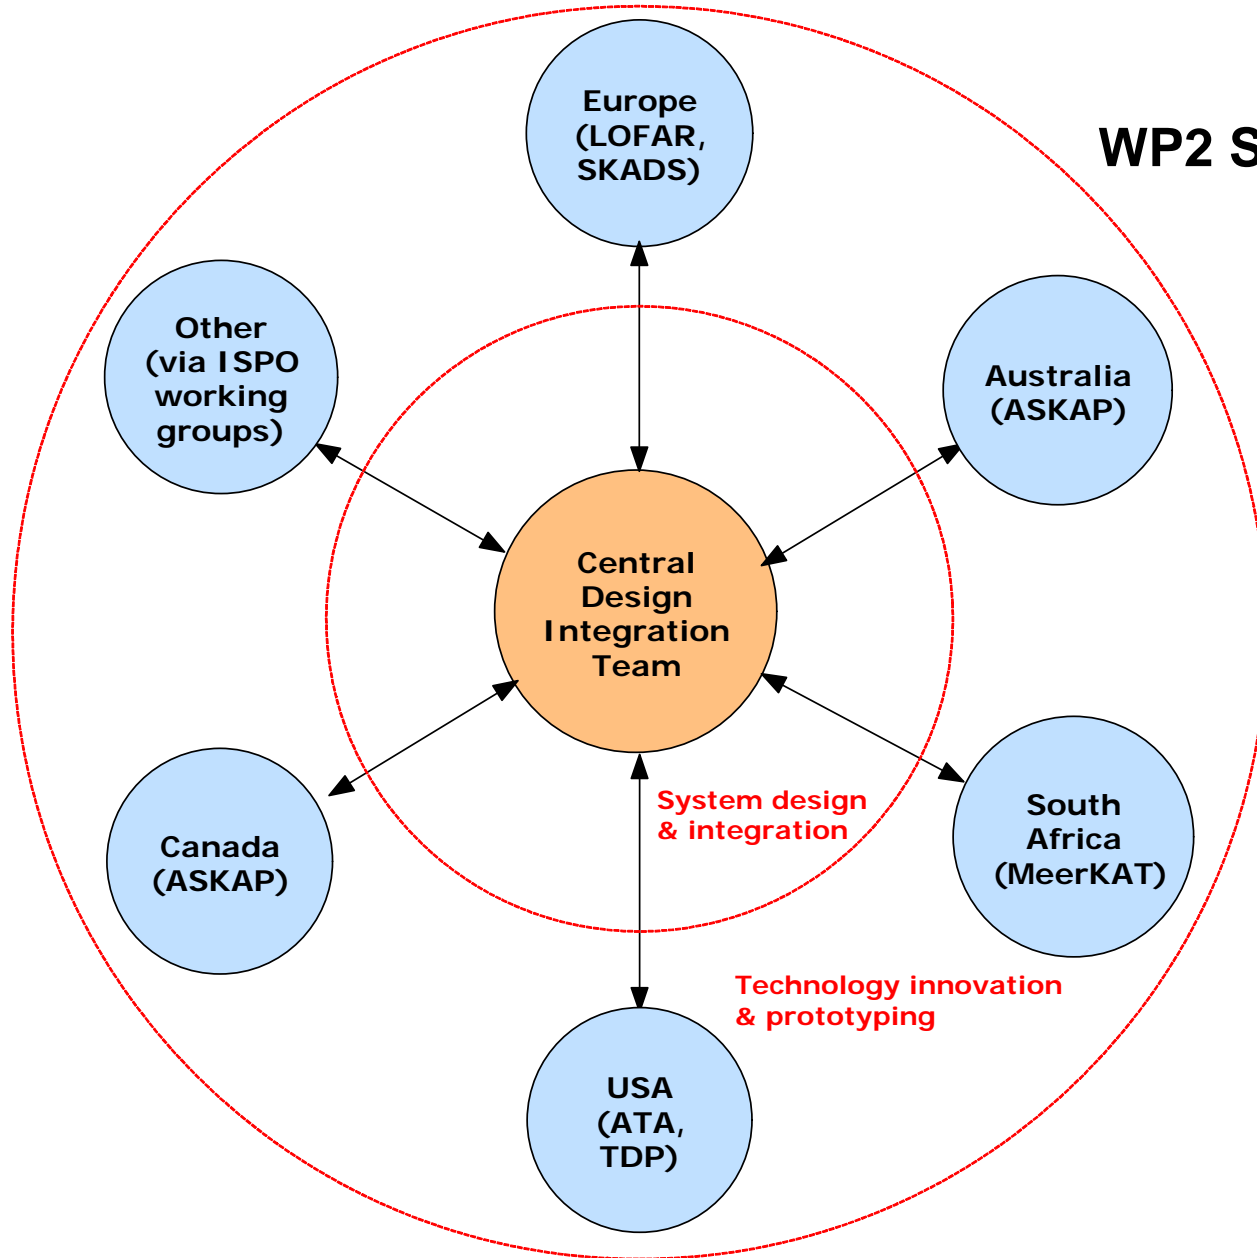 Europe
(LOFAR,
SKADS)
WP2 S
Other
(via ISPO
working
groups)
Australia
(ASKAP)
Central
Design
Integration
Team
System design
& integration
South
Africa
(MeerKAT)
Canada
(ASKAP)
Technology innovation
& prototyping
USA
(ATA,
TDP)